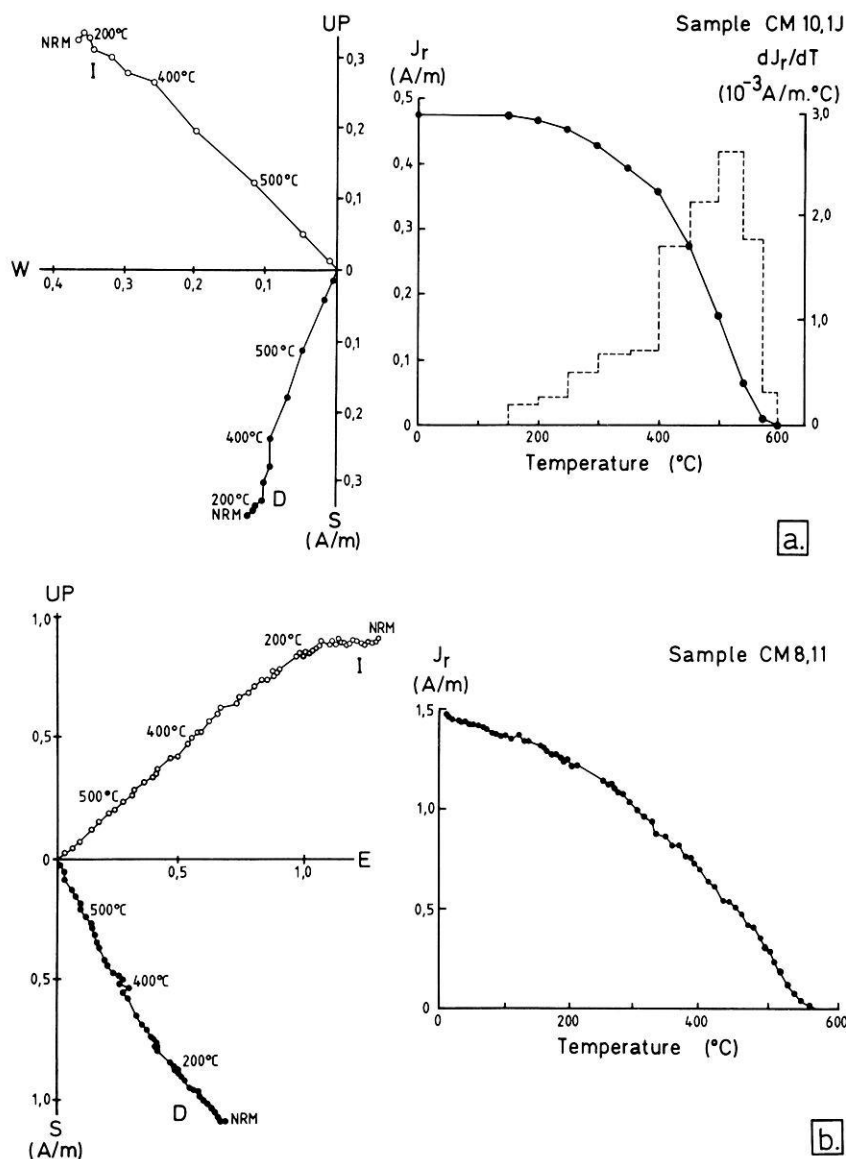 UP
NRM
200°C
I
400°C
500°C
0,3
0,2
0,1
0
W
0,4
0,3
0,2
0,1
0,1
0,2
0,3
500°C
400°C
200°C
D
NRM
S
(A/m)
Sample CM 10,1J
Jr
(A/m)
dJr/dT
(10⁻³A/m.°C)
0,5
0,4
0,3
0,2
0,1
0
3,0
2,0
1,0
0
0
200
400
600
Temperature (°C)
a.
UP
1,0
0,5
0
200°C
NRM
I
400°C
500°C
0,5
1,0
E
500°C
400°C
200°C
0,5
1,0
D
NRM
S
(A/m)
Sample CM8,11
Jr
(A/m)
1,5
1,0
0,5
0
0
200
400
600
Temperature (°C)
b.